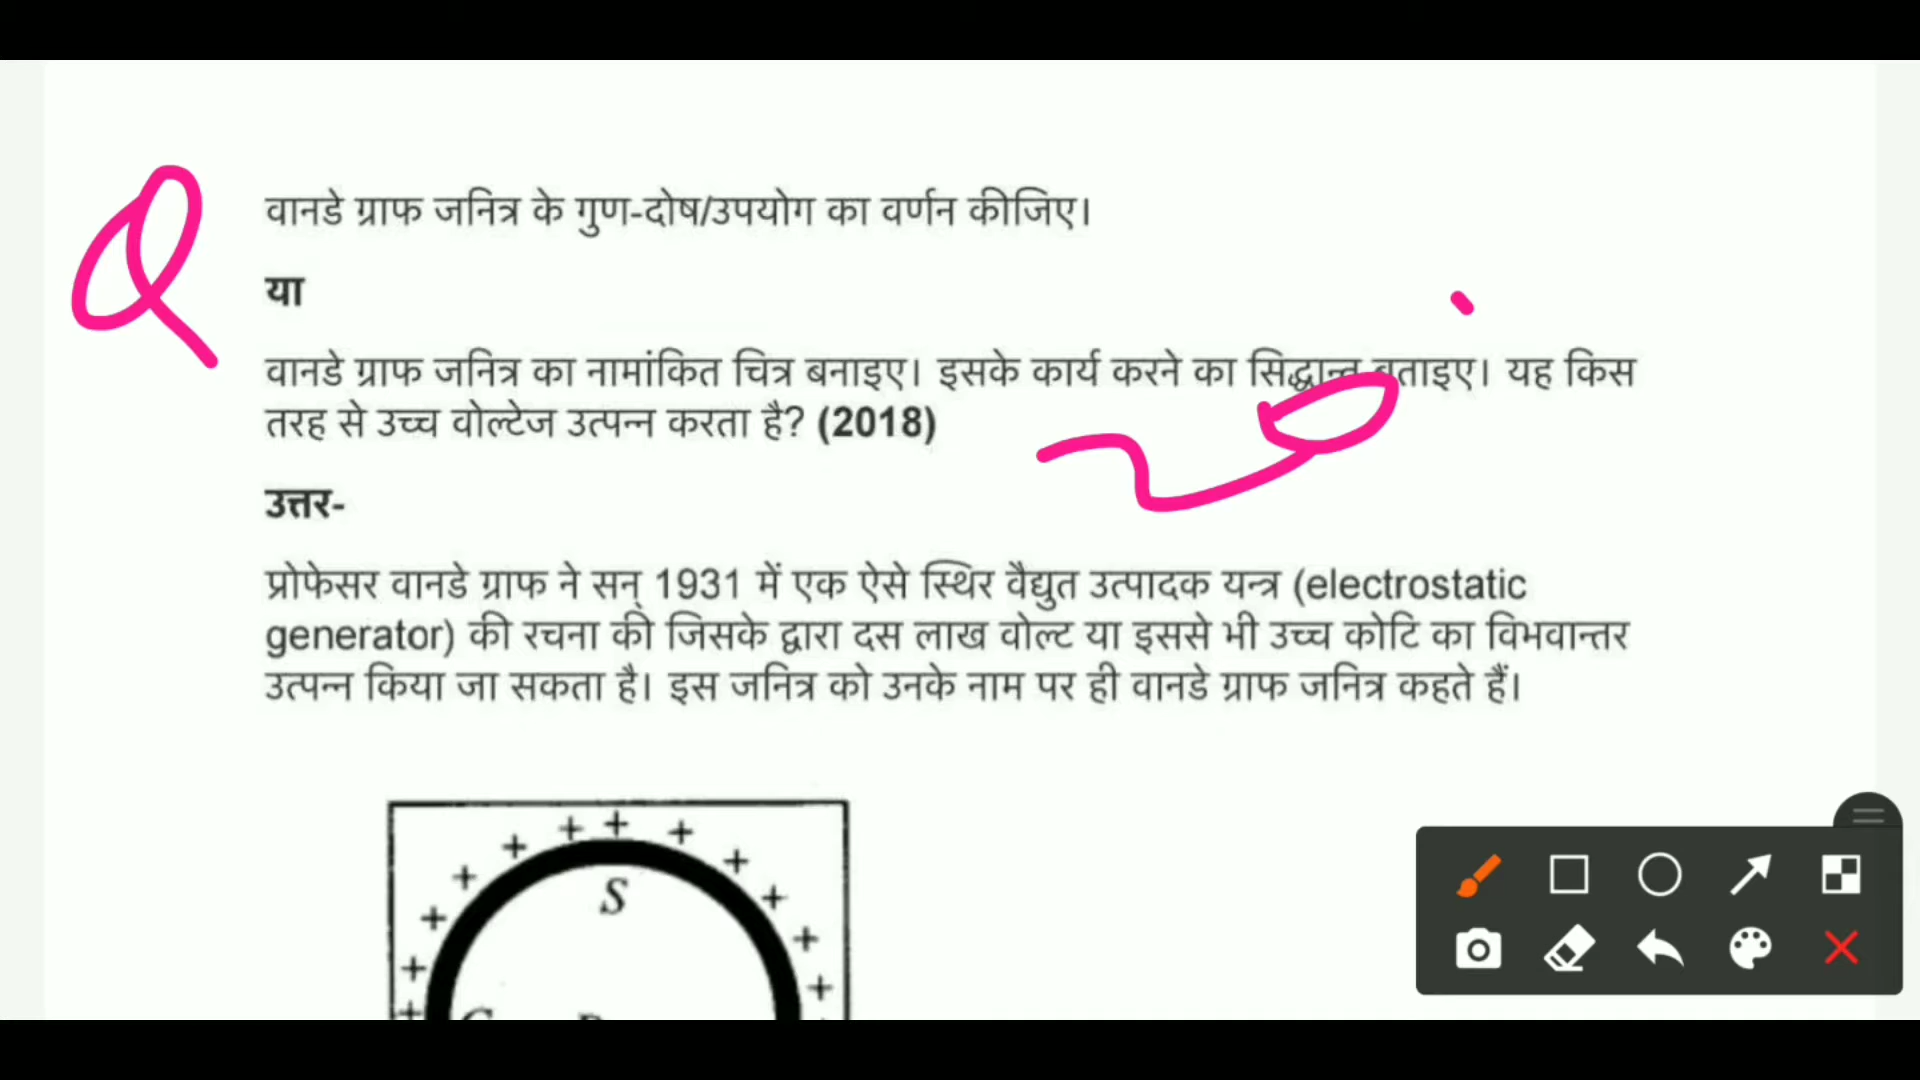 वानडे ग्राफ जनित्र के गुण-दोष/उपयोग का वर्णन कीजिए।
या
वानडे ग्राफ जनित्र का नामांकित चित्र बनाइए। इसके कार्य करने का सिद्धान्त बताइए। यह किस
तरह से उच्च वोल्टेज उत्पन्न करता है? (2018)
उत्तर-
प्रोफेसर वानडे ग्राफ ने सन् 1931 में एक ऐसे स्थिर वैद्युत उत्पादक यन्त्र (electrostatic
generator) की रचना की जिसके द्वारा दस लाख वोल्ट या इससे भी उच्च कोटि का विभवान्तर
उत्पन्न किया जा सकता है। इस जनित्र को उनके नाम पर ही वानडे ग्राफ जनित्र कहते हैं।
S